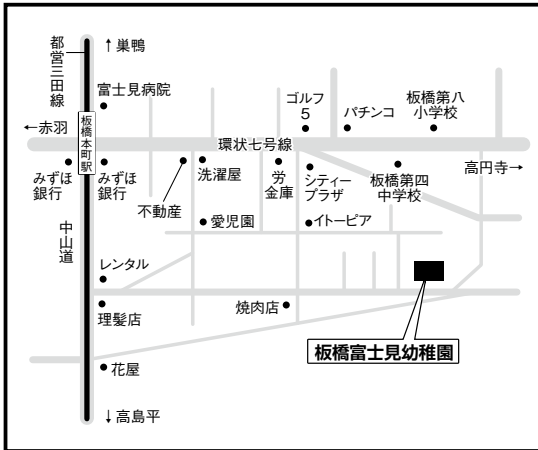 都営三田線
↑巣鴨
富士見病院
ゴルフ
5
パチンコ
板橋第八
小学校
←赤羽
板橋本町駅
環状七号線
高円寺→
みずほ
銀行
みずほ
銀行
不動産
洗濯屋
労
金庫
シティー
プラザ
板橋第四
中学校
中山道
愛児園
イトーピア
レンタル
理髪店
焼肉店
板橋富士見幼稚園
花屋
↓高島平